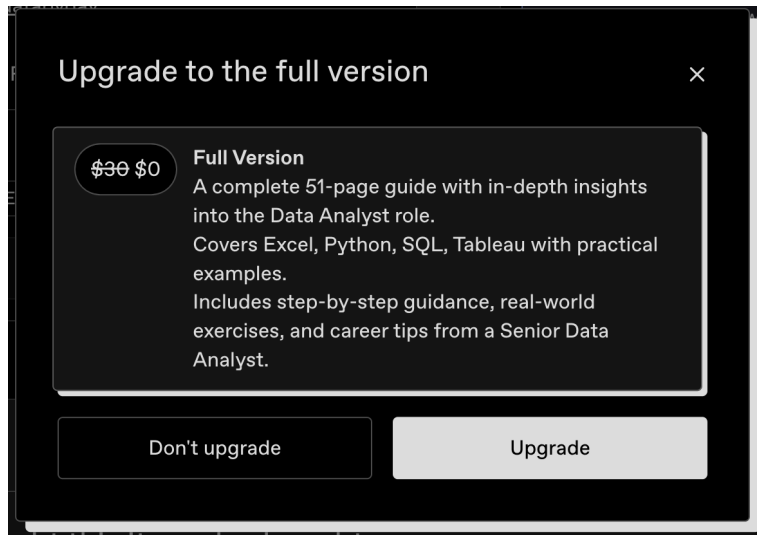 Upgrade to the full version
$30 $0
Full Version
A complete 51-page guide with in-depth insights
into the Data Analyst role.
Covers Excel, Python, SQL, Tableau with practical
examples.
Includes step-by-step guidance, real-world
exercises, and career tips from a Senior Data
Analyst.
Don't upgrade
Upgrade